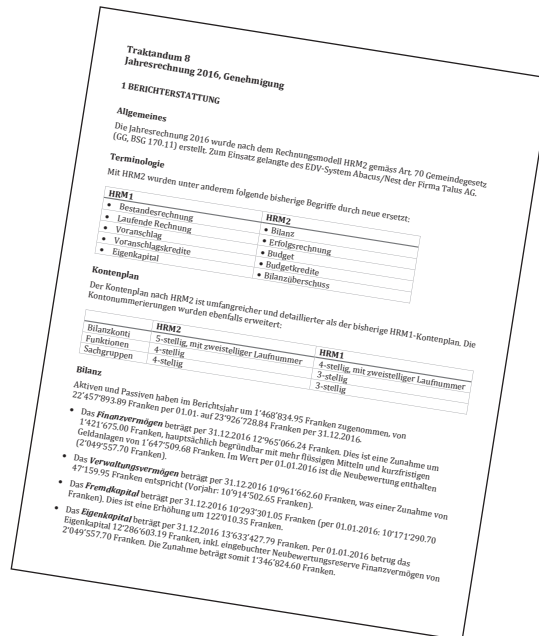 Traktandum 8
Jahresrechnung 2016, Genehmigung
1 BERICHTERSTATTUNG
Allgemeines
Die Jahresrechnung 2016 wurde nach dem Rechnungsmodell HRM2 gemäss Art. 70 Gemeindegesetz
(GG, BSG 170.11) erstellt. Zum Einsatz gelangte des EDV-System Abacus/Nest der Firma Talus AG.
Terminologie
Mit HRM2 wurden unter anderem folgende bisherige Begriffe durch neue ersetzt:
HRM1 HRM2
• Bestandesrechnung • Bilanz
• Laufende Rechnung • Erfolgsrechnung
• Voranschlag • Budget
• Voranschlagskredite • Budgetkredite
• Eigenkapital • Bilanzüberschuss
Kontenplan
Der Kontenplan nach HRM2 ist umfangreicher und detaillierter als der bisherige HRM1-Kontenplan. Die
Kontonummerierungen wurden ebenfalls erweitert:
HRM2 HRM1
Bilanzkonti 5-stellig, mit zweistelliger Laufnummer 4-stellig, mit zweistelliger Laufnummer
Funktionen 4-stellig 3-stellig
Sachgruppen 4-stellig 3-stellig
Bilanz
Aktiven und Passiven haben im Berichtsjahr um 1'468'834.95 Franken zugenommen, von
22'457'893.89 Franken per 01.01- auf 23'926'728.84 Franken per 31.12.2016.
• Das Finanzvermögen beträgt per 31.12.2016 12'965'066.24 Franken. Dies ist eine Zunahme um
1'421'675.00 Franken, hauptsächlich begründbar mit mehr flüssigen Mitteln und kurzfristigen
Geldanlagen von 1'647'509.68 Franken. Im Wert per 01.01.2016 ist die Neubewertung enthalten
(2'049'557.70 Franken).
• Das Verwaltungsvermögen beträgt per 31.12.2016 10'961'662.60 Franken, was einer Zunahme von
47'159.95 Franken entspricht (Vorjahr: 10'914'502.65 Franken).
• Das Fremdkapital beträgt per 31.12.2016 10'293'301.05 Franken (per 01.01.2016: 10'171'290.70
Franken). Dies ist eine Erhöhung um 122'010.35 Franken.
• Das Eigenkapital beträgt per 31.12.2016 13'633'427.79 Franken. Per 01.01.2016 betrug das
Eigenkapital 12'286'603.19 Franken, inkl. eingebuchter Neubewertungsreserve Finanzvermögen von
2'049'557.70 Franken. Die Zunahme beträgt somit 1'346'824.60 Franken.